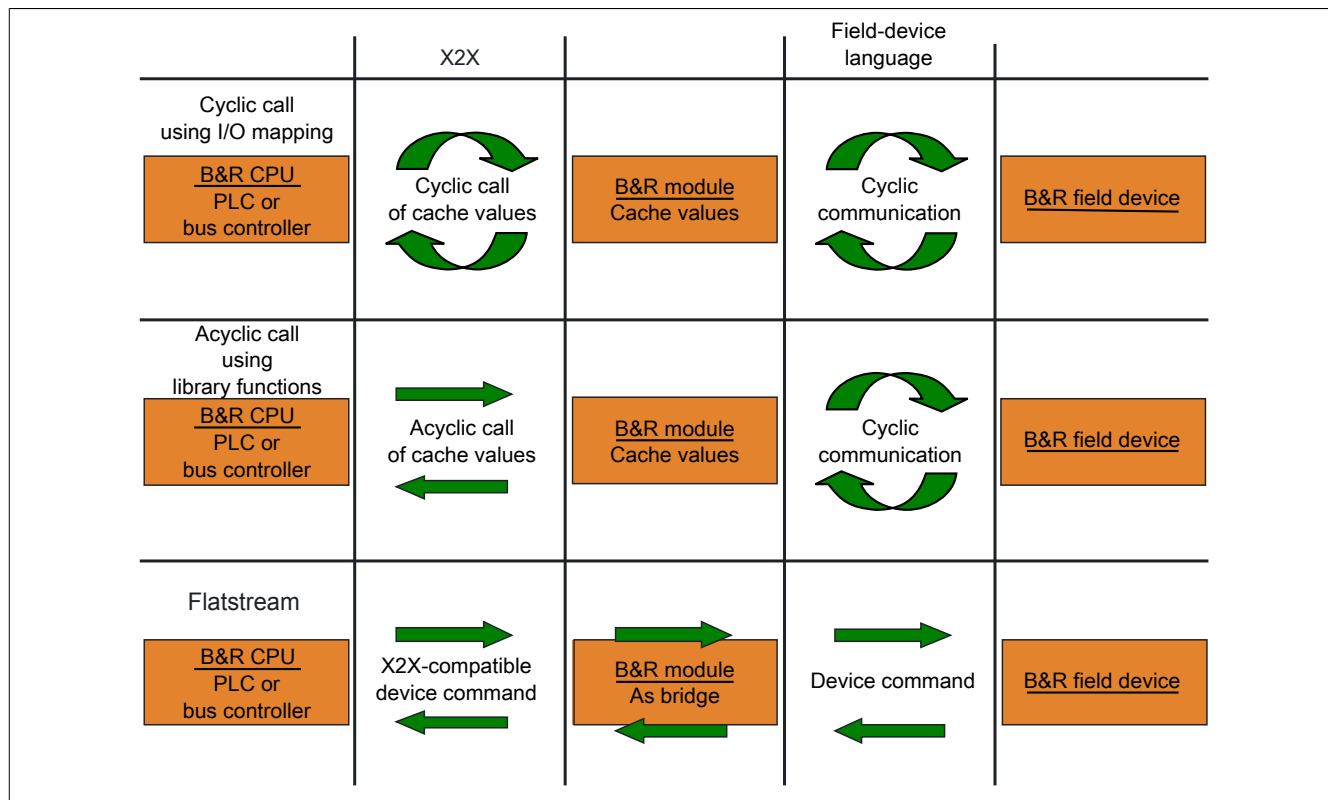 X2X
Field-device
language
Cyclic call
using I/O mapping
B&R CPU
PLC or
bus controller
Cyclic call
of cache values
B&R module
Cache values
Cyclic
communication
B&R field device
Acyclic call
using
library functions
B&R CPU
PLC or
bus controller
Acyclic call
of cache values
B&R module
Cache values
Cyclic
communication
B&R field device
Flatstream
B&R CPU
PLC or
bus controller
X2X-compatible
device command
B&R module
As bridge
Device command
B&R field device